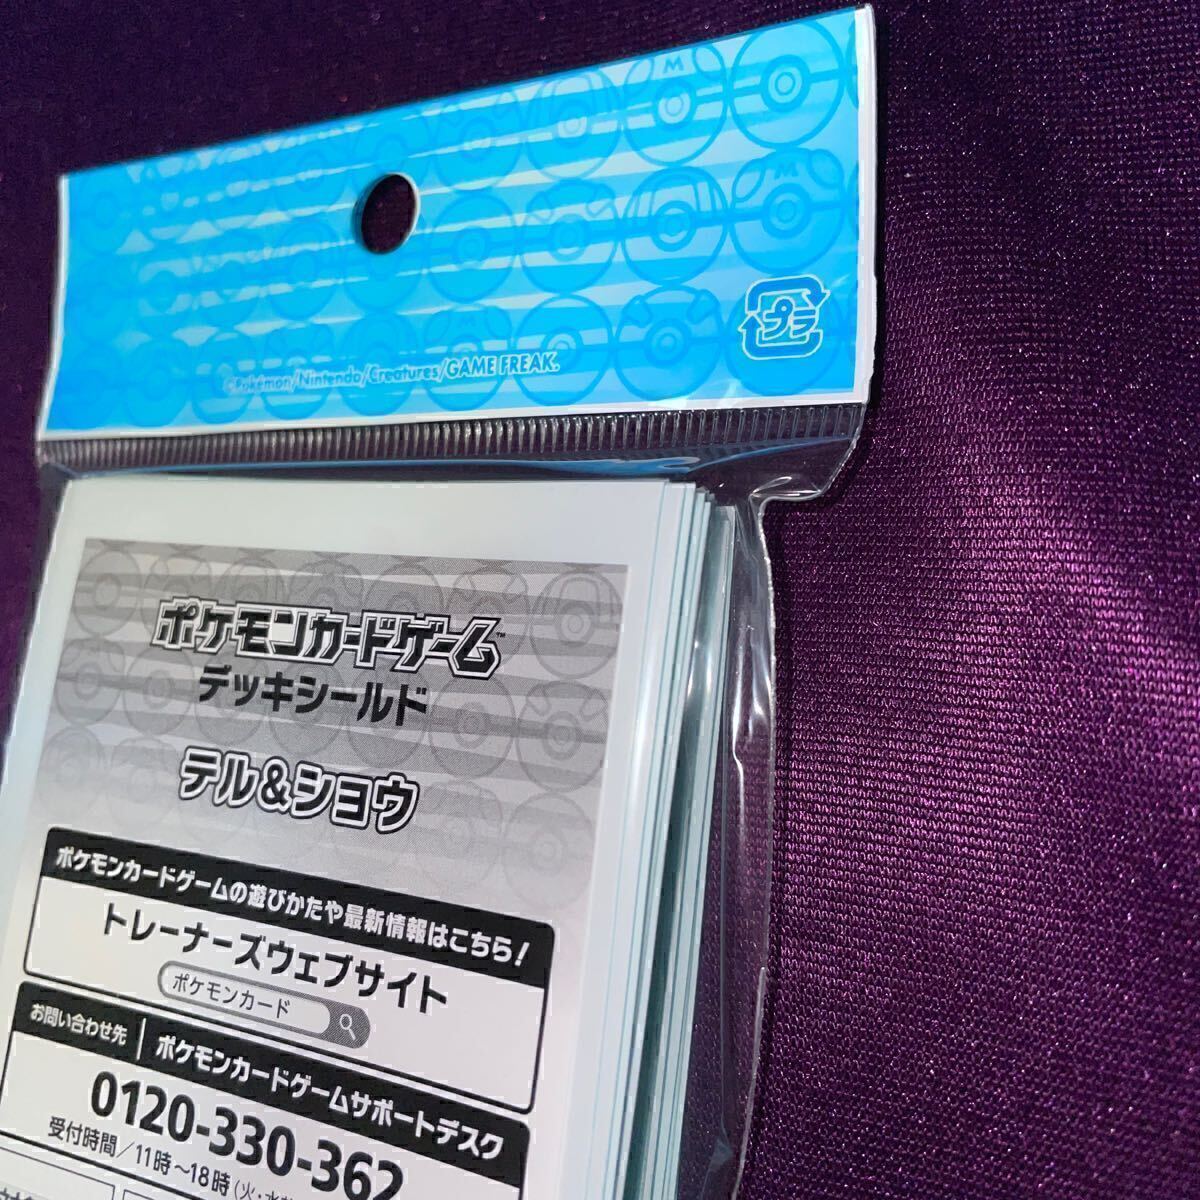 M
M
プラ
©Pokémon/Nintendo/Creatures/GAME FREAK.
ポケモンカードゲーム™
デッキシールド
テル&ショウ
ポケモンカードゲームの遊びかたや最新情報はこちら!
トレーナーズウェブサイト
ポケモンカード
お問い合わせ先 ポケモンカードゲームサポートデスク
0120-330-362
受付時間/11時~18時(火・水